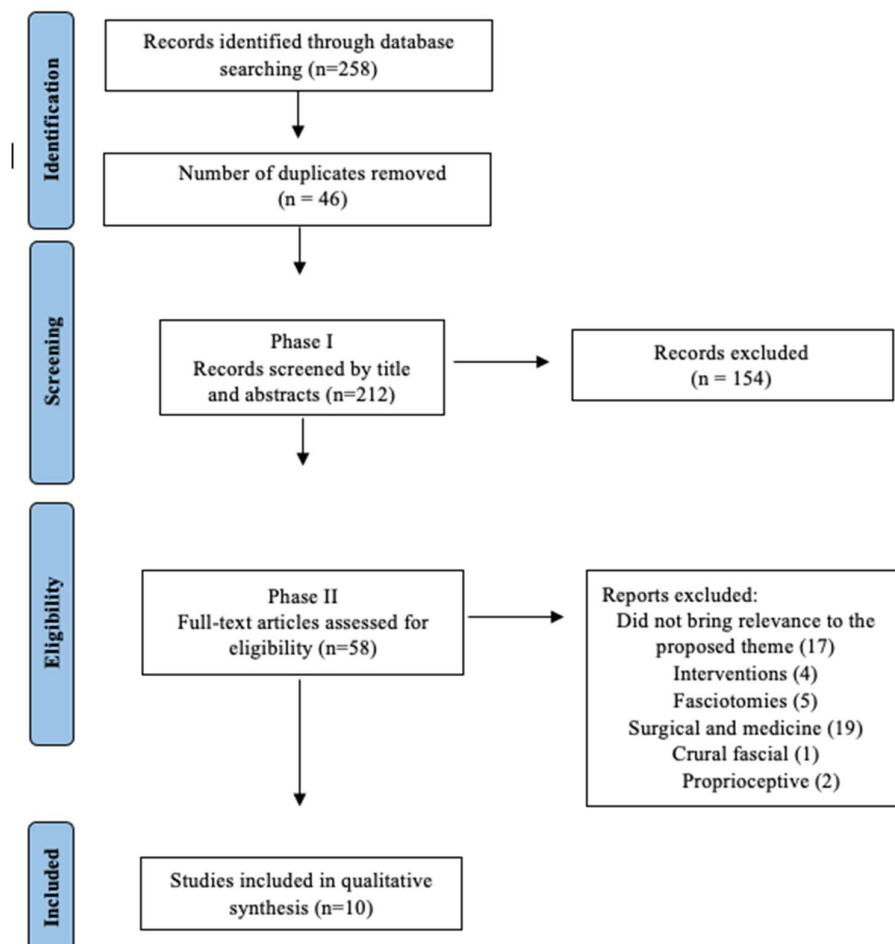 Identification
Records identified through database
searching (n=258)
Number of duplicates removed
(n = 46)
Screening
Phase I
Records screened by title
and abstracts (n=212)
Records excluded
(n = 154)
Eligibility
Phase II
Full-text articles assessed for
eligibility (n=58)
Reports excluded:
Did not bring relevance to the
proposed theme (17)
Interventions (4)
Fasciotomies (5)
Surgical and medicine (19)
Crural fascial (1)
Proprioceptive (2)
Included
Studies included in qualitative
synthesis (n=10)